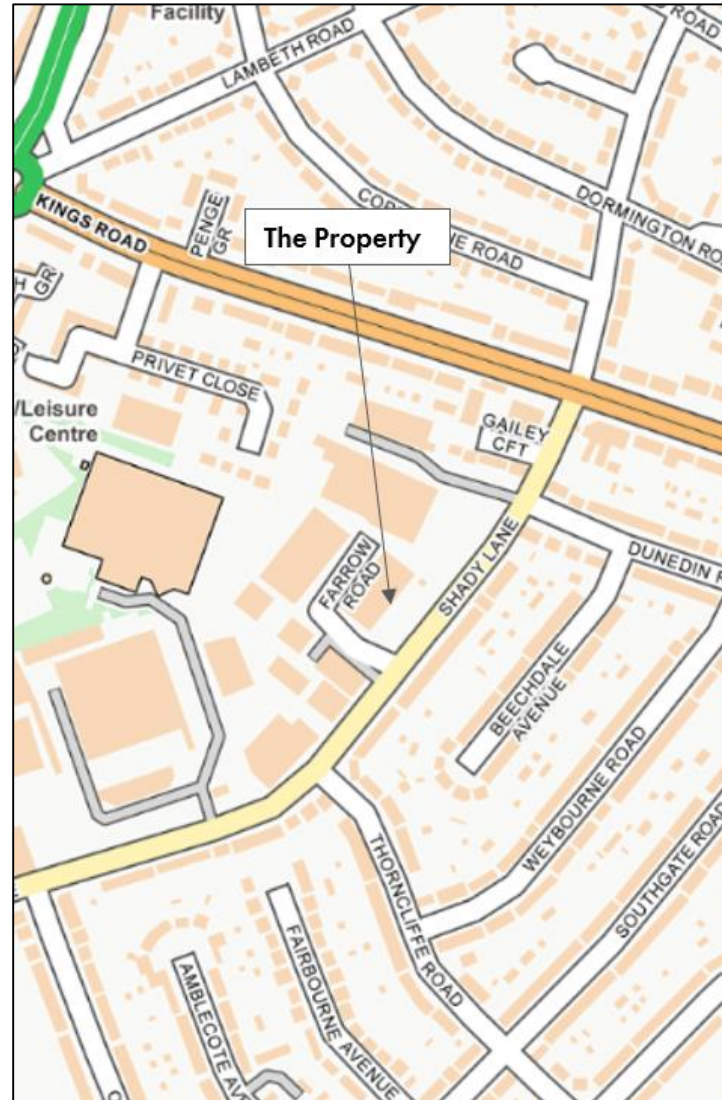 Facility
LAMBETH ROAD
ROAD
KINGS ROAD
PENGE
GR
The Property
ROAD
DORMINGTON RO
H
GR
PRIVET CLOSE
/Leisure
Centre
GAILEY
CFT
SHADY LANE
DUNEDIN R
FARROW
ROAD
BEECHDALE
AVENUE
WEYBOURNE ROAD
SOUTHGATE ROAD
THORNCLIFFE ROAD
FAIRBOURNE AVENUE
AMBLECOTE AV